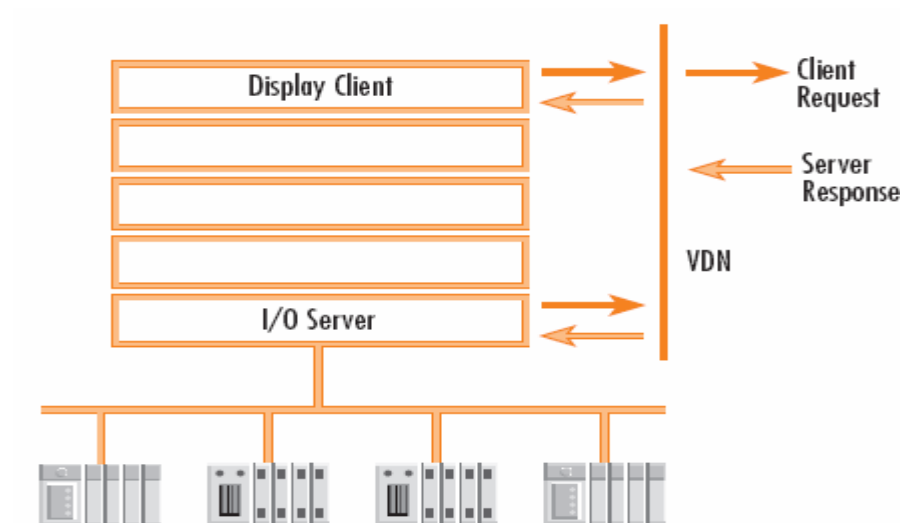 Display Client
Client
Request
Server
Response
VDN
I/O Server